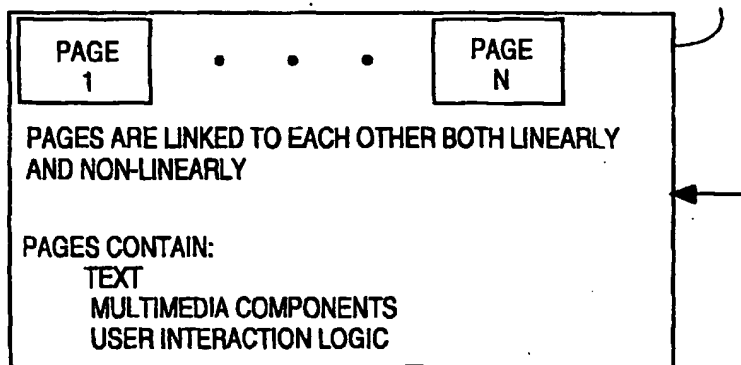 PAGE 1 . . . PAGE N
PAGES ARE LINKED TO EACH OTHER BOTH LINEARLY
AND NON-LINEARLY
PAGES CONTAIN:
TEXT
MULTIMEDIA COMPONENTS
USER INTERACTION LOGIC